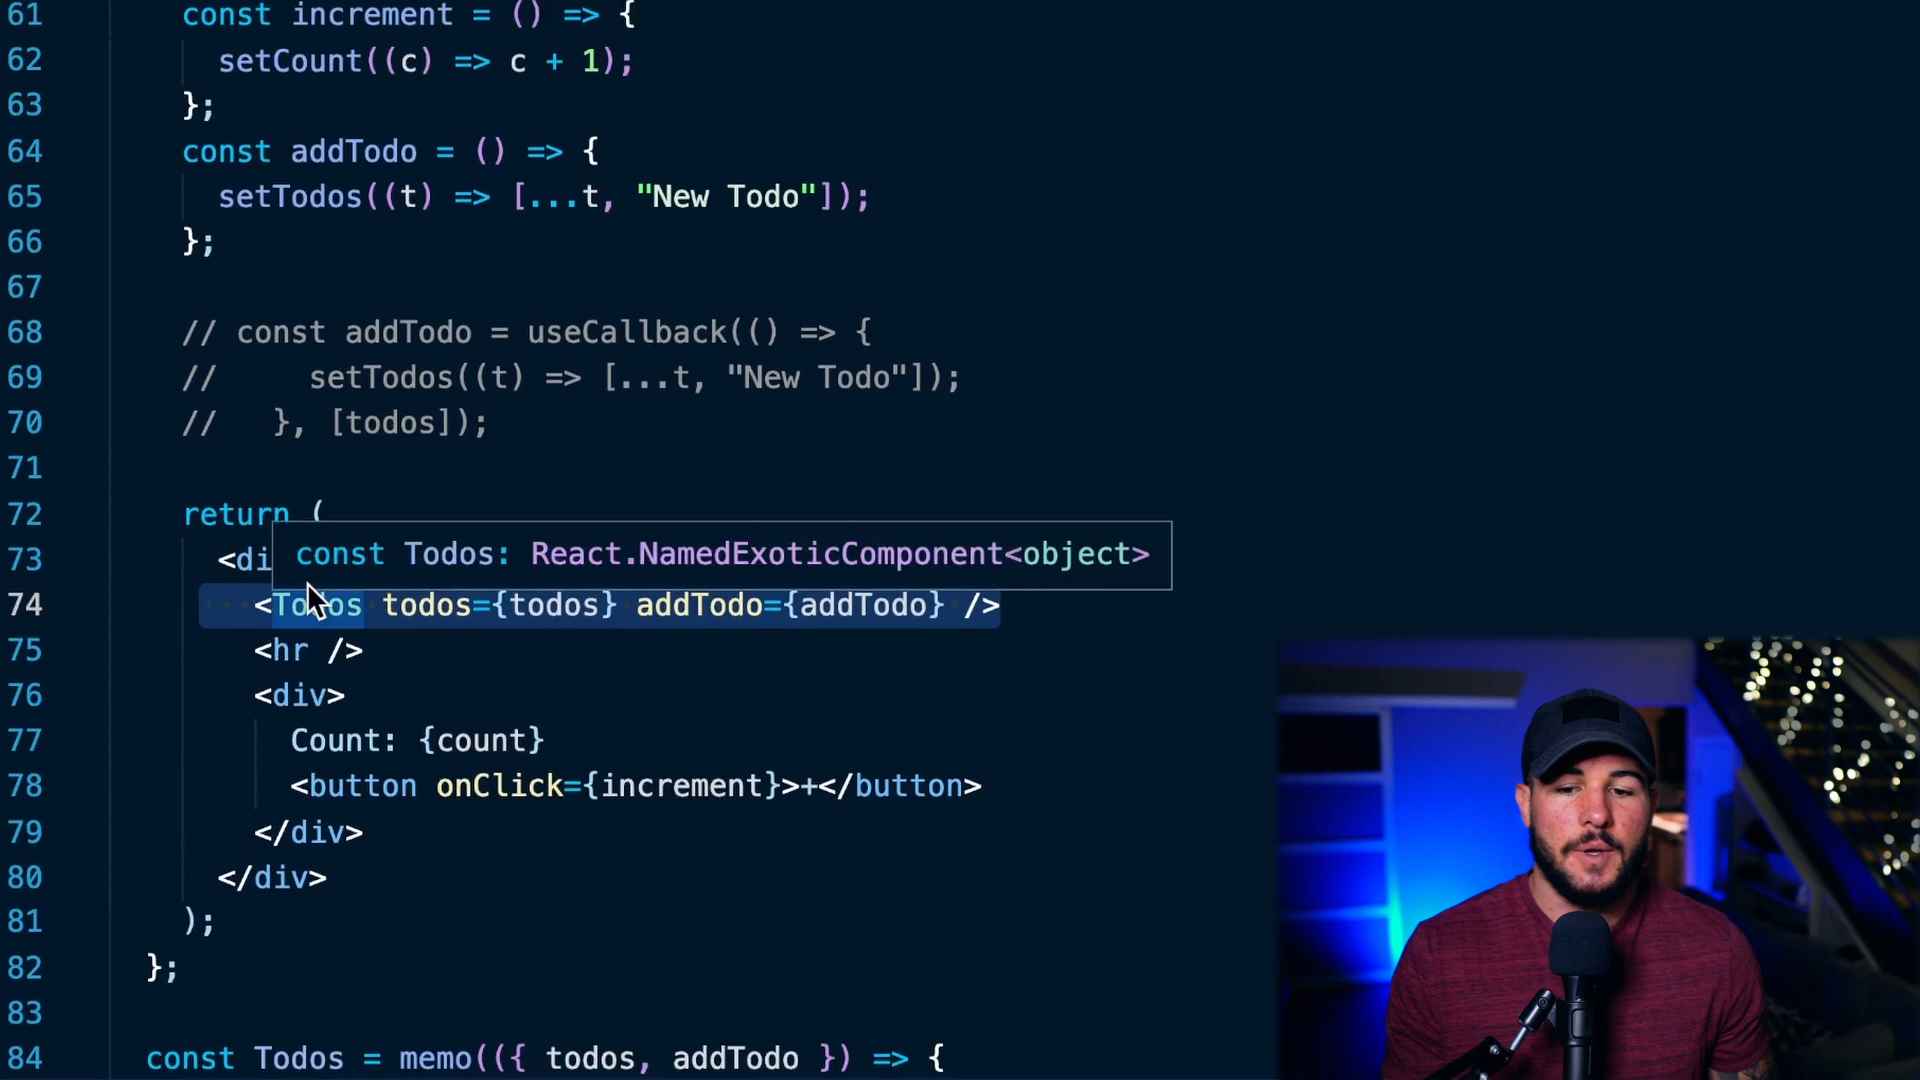 61 const increment = () => {
62 setCount((c) => c + 1);
63 };
64 const addTodo = () => {
65 setTodos((t) => [...t, "New Todo"]);
66 };
67
68 // const addTodo = useCallback(() => {
69 // setTodos((t) => [...t, "New Todo"]);
70 // }, [todos]);
71
72 return (
73 <di
const Todos: React.NamedExoticComponent<object>
74 <Todos todos={todos} addTodo={addTodo} />
75 <hr />
76 <div>
77 Count: {count}
78 <button onClick={increment}>+</button>
79 </div>
80 </div>
81 );
82 };
83
84 const Todos = memo(({ todos, addTodo }) => {